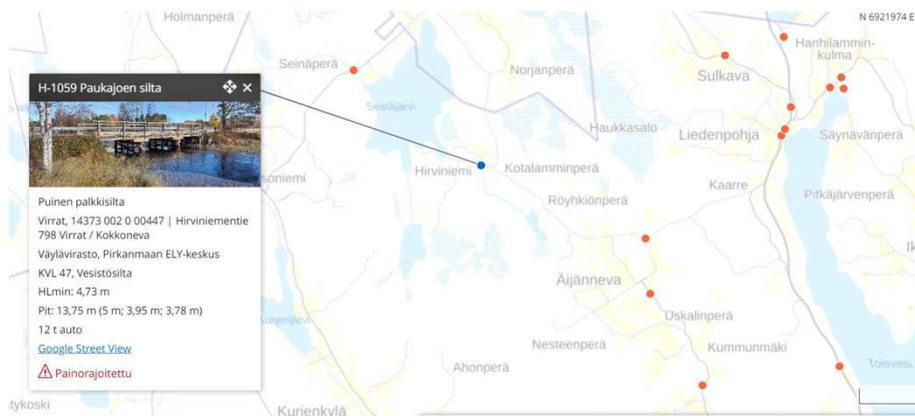 H-1059 Paukajoen silta
Puinen palkkisilta
Virrat, 14373 002 0 00447 | Hirviniementie
798 Virrat / Kokkoneva
Väylävirasto, Pirkanmaan ELY-keskus
KVL 47, Vesistösilta
HLmin: 4,73 m
Pit: 13,75 m (5 m; 3,95 m; 3,78 m)
12 t auto
Google Street View
Painorajoitettu
Holmanperä
N 6921974 E
Hanhilammin-
kulma
Seinäperä
Norjanperä
Sulkava
Seinäjärvi
Haukkasalo
Liedenpohja
Säynävänperä
soniemi
Hirviniemi
Kotalamminperä
Kaarre
Pitkäjärvenperä
Röyhkiönperä
Äijänneva
Uskalinperä
Nesteenperä
Kummunmäki
Ahonperä
Toisvesi
tykoski
Kurienkylä